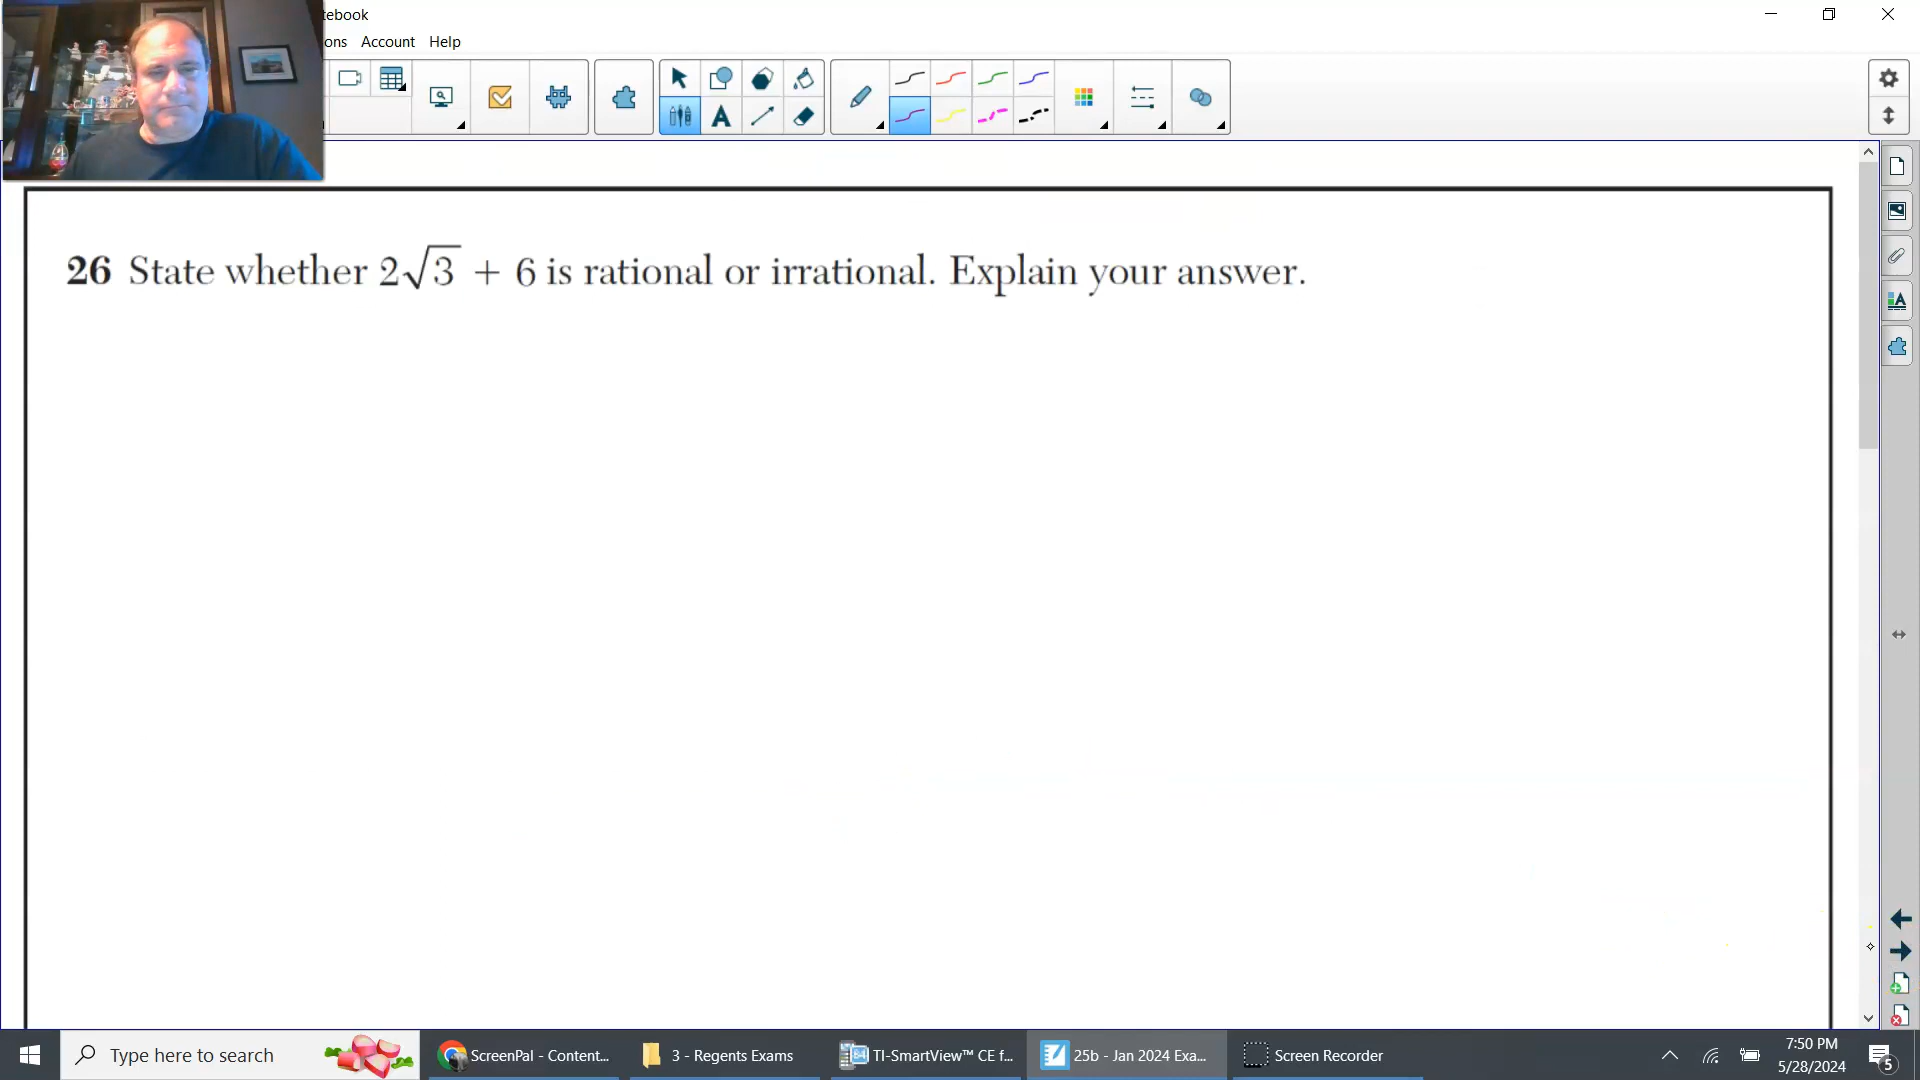 tebook
ons Account Help
26 State whether 2√3 + 6 is rational or irrational. Explain your answer.
Type here to search
ScreenPal - Content...
3 - Regents Exams
84
TI-SmartView™ CE f...
25b - Jan 2024 Exa...
Screen Recorder
7:50 PM
5/28/2024
5